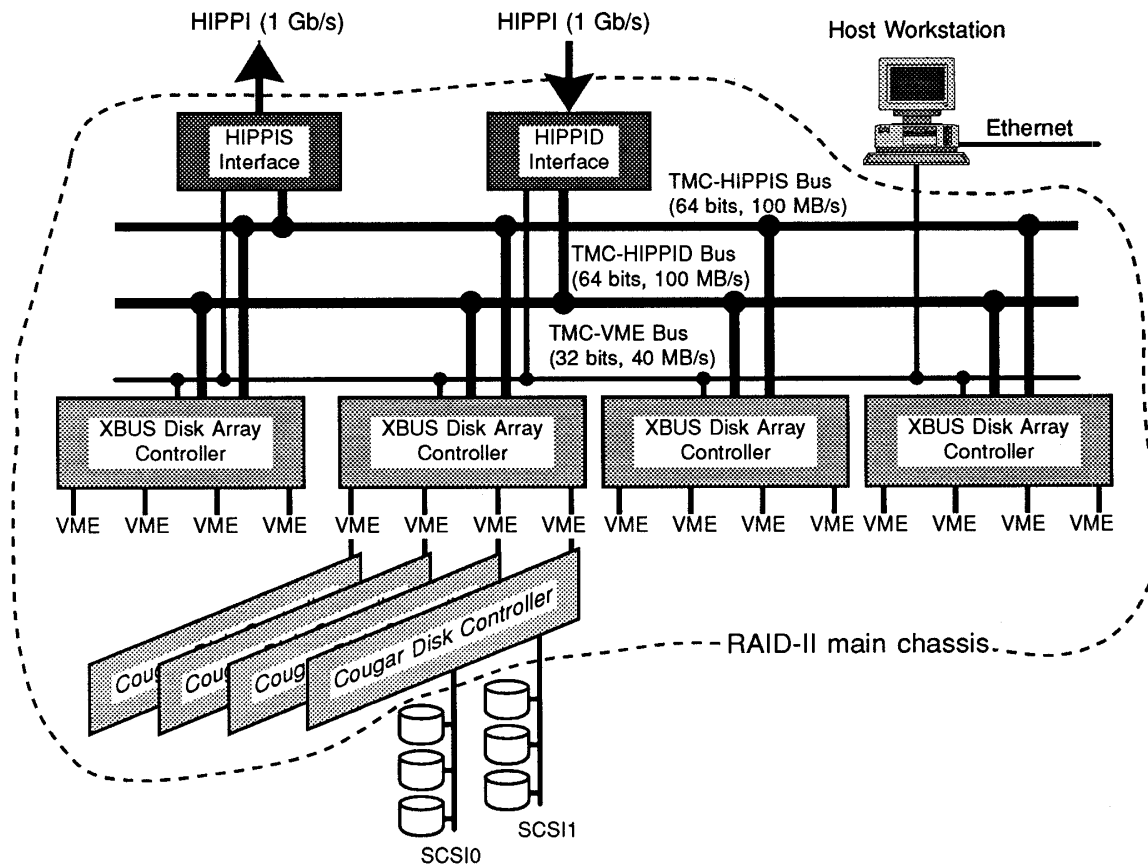 HIPPI (1 Gb/s)
HIPPI (1 Gb/s)
Host Workstation
Ethernet
HIPPIS
Interface
HIPPID
Interface
TMC-HIPPIS Bus
(64 bits, 100 MB/s)
TMC-HIPPID Bus
(64 bits, 100 MB/s)
TMC-VME Bus
(32 bits, 40 MB/s)
XBUS Disk Array
Controller
XBUS Disk Array
Controller
XBUS Disk Array
Controller
XBUS Disk Array
Controller
VME VME VME VME
VME VME VME VME
VME VME VME VME
VME VME VME VME
Cougar Disk Controller
RAID-II main chassis
SCSI0
SCSI1